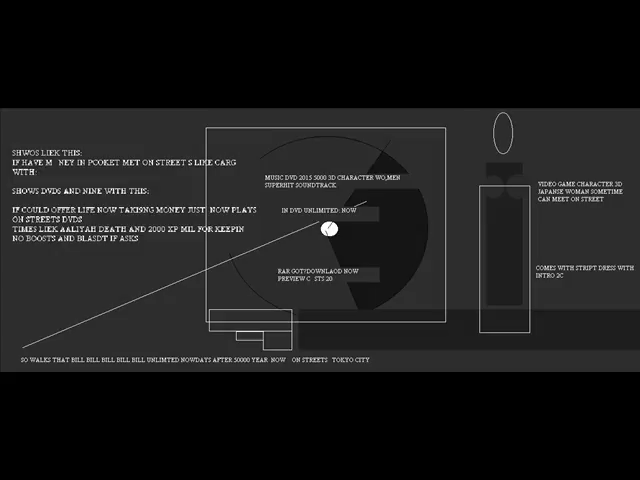 SHWOS LIEK THIS:
IF HAVE M NEY IN PCOKET MET ON STREET S LIKE CARG
WITH:
SHOWS DVDS AND NINE WITH THIS:
IF COULD OFFER LIFE NOW TAKISNG MONEY JUST NOW PLAYS
ON STREETS DVDS
TIMES LIEK AALIYAH DEATH AND 2000 XP MIL FOR KEEPIN
NO BOOSTS AND BLASDT IF ASKS
MUSIC DVD 2015 5000 3D CHARACTER WO,MEN
SUPERHIT SOUNDTRACK
IN DVD UNLIMITED: NOW
RAR GOT?DOWNLAOD NOW
PREVIEW C STS 20
VIDEO GAME CHARACTER 3D
JAPANSE WOMAN SOMETIME
CAN MEET ON STREET
COMES WITH STRIPT DRESS WITH
INTRO 2C
SO WALKS THAT BILL BILL BILL BILL BILL UNLIMTED NOWDAYS AFTER 50000 YEAR NOW ON STREETS TOKYO CITY